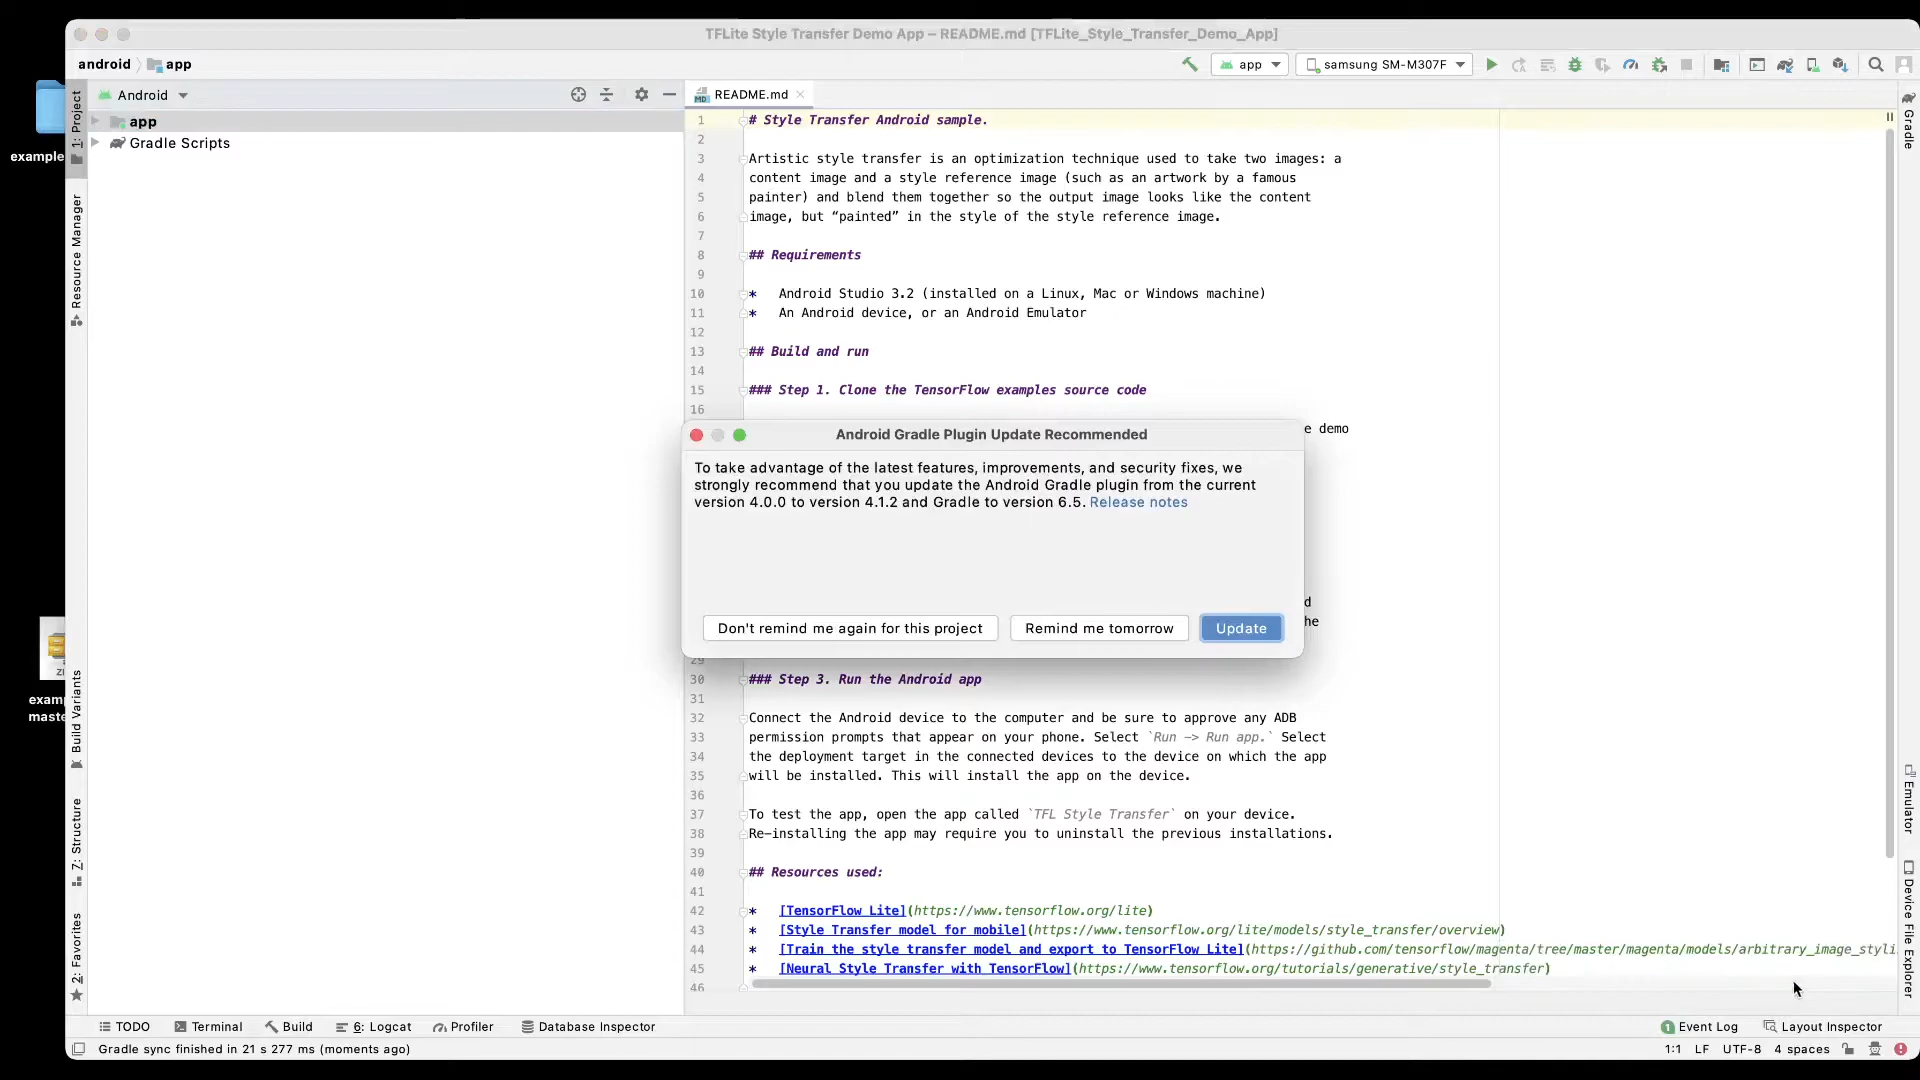 TFLite Style Transfer Demo App – README.md [TFLite_Style_Transfer_Demo_App]
android app
app samsung SM-M307F
example
exam
maste
ZI
1: Project
Resource Manager
Build Variants
7: Structure
2: Favorites
Android
app
Gradle Scripts
README.md
1 # Style Transfer Android sample.
2
3 Artistic style transfer is an optimization technique used to take two images: a
4 content image and a style reference image (such as an artwork by a famous
5 painter) and blend them together so the output image looks like the content
6 image, but “painted” in the style of the style reference image.
7
8 ## Requirements
9
10 * Android Studio 3.2 (installed on a Linux, Mac or Windows machine)
11 * An Android device, or an Android Emulator
12
13 ## Build and run
14
15 ### Step 1. Clone the TensorFlow examples source code
16
e demo
Android Gradle Plugin Update Recommended
To take advantage of the latest features, improvements, and security fixes, we
strongly recommend that you update the Android Gradle plugin from the current
version 4.0.0 to version 4.1.2 and Gradle to version 6.5. Release notes
Don't remind me again for this project Remind me tomorrow Update
d
he
29
30 ### Step 3. Run the Android app
31
32 Connect the Android device to the computer and be sure to approve any ADB
33 permission prompts that appear on your phone. Select `Run -> Run app.` Select
34 the deployment target in the connected devices to the device on which the app
35 will be installed. This will install the app on the device.
36
37 To test the app, open the app called `TFL Style Transfer` on your device.
38 Re-installing the app may require you to uninstall the previous installations.
39
40 ## Resources used:
41
42 * [TensorFlow Lite](https://www.tensorflow.org/lite)
43 * [Style Transfer model for mobile](https://www.tensorflow.org/lite/models/style_transfer/overview)
44 * [Train the style transfer model and export to TensorFlow Lite](https://github.com/tensorflow/magenta/tree/master/magenta/models/arbitrary_image_styli
45 * [Neural Style Transfer with TensorFlow](https://www.tensorflow.org/tutorials/generative/style_transfer)
46
Gradle
Emulator
Device File Explorer
TODO Terminal Build 6: Logcat Profiler Database Inspector 1 Event Log Layout Inspector
Gradle sync finished in 21 s 277 ms (moments ago) 1:1 LF UTF-8 4 spaces